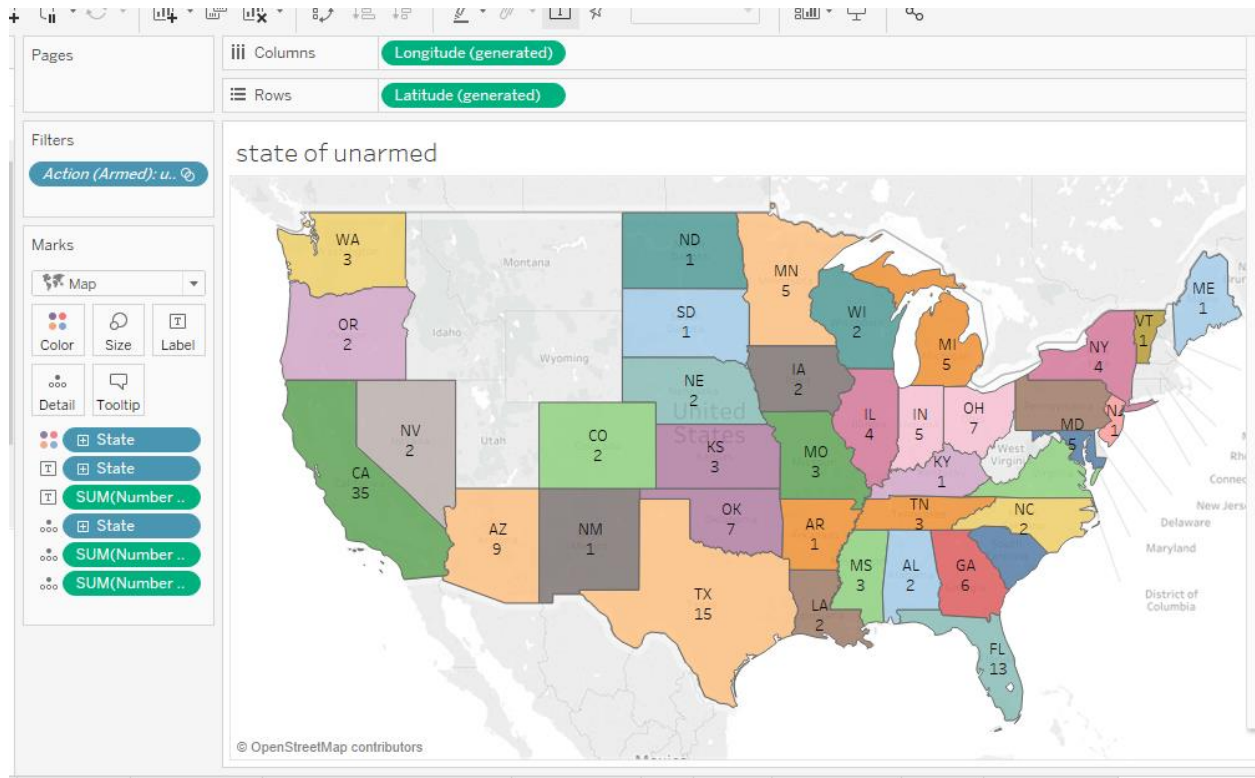 Pages
iii Columns
Longitude (generated)
Rows
Latitude (generated)
Filters
Action (Armed): u..
Marks
Map
Color
Size
Label
Detail
Tooltip
State
State
SUM(Number ..
State
SUM(Number ..
SUM(Number ..
state of unarmed
WA
3
Montana
ND
1
MN
5
ME
1
OR
2
Idaho
SD
1
WI
2
MI
5
VT
1
NY
4
Wyoming
NE
2
IA
2
United
States
NV
2
Utah
CO
2
KS
3
MO
3
IL
4
IN
5
OH
7
MD
5
1
CA
35
West
KY
1
AZ
9
NM
1
OK
7
AR
1
TN
3
NC
2
Delaware
Maryland
District of
Columbia
TX
15
LA
2
MS
3
AL
2
GA
6
FL
13
© OpenStreetMap contributors